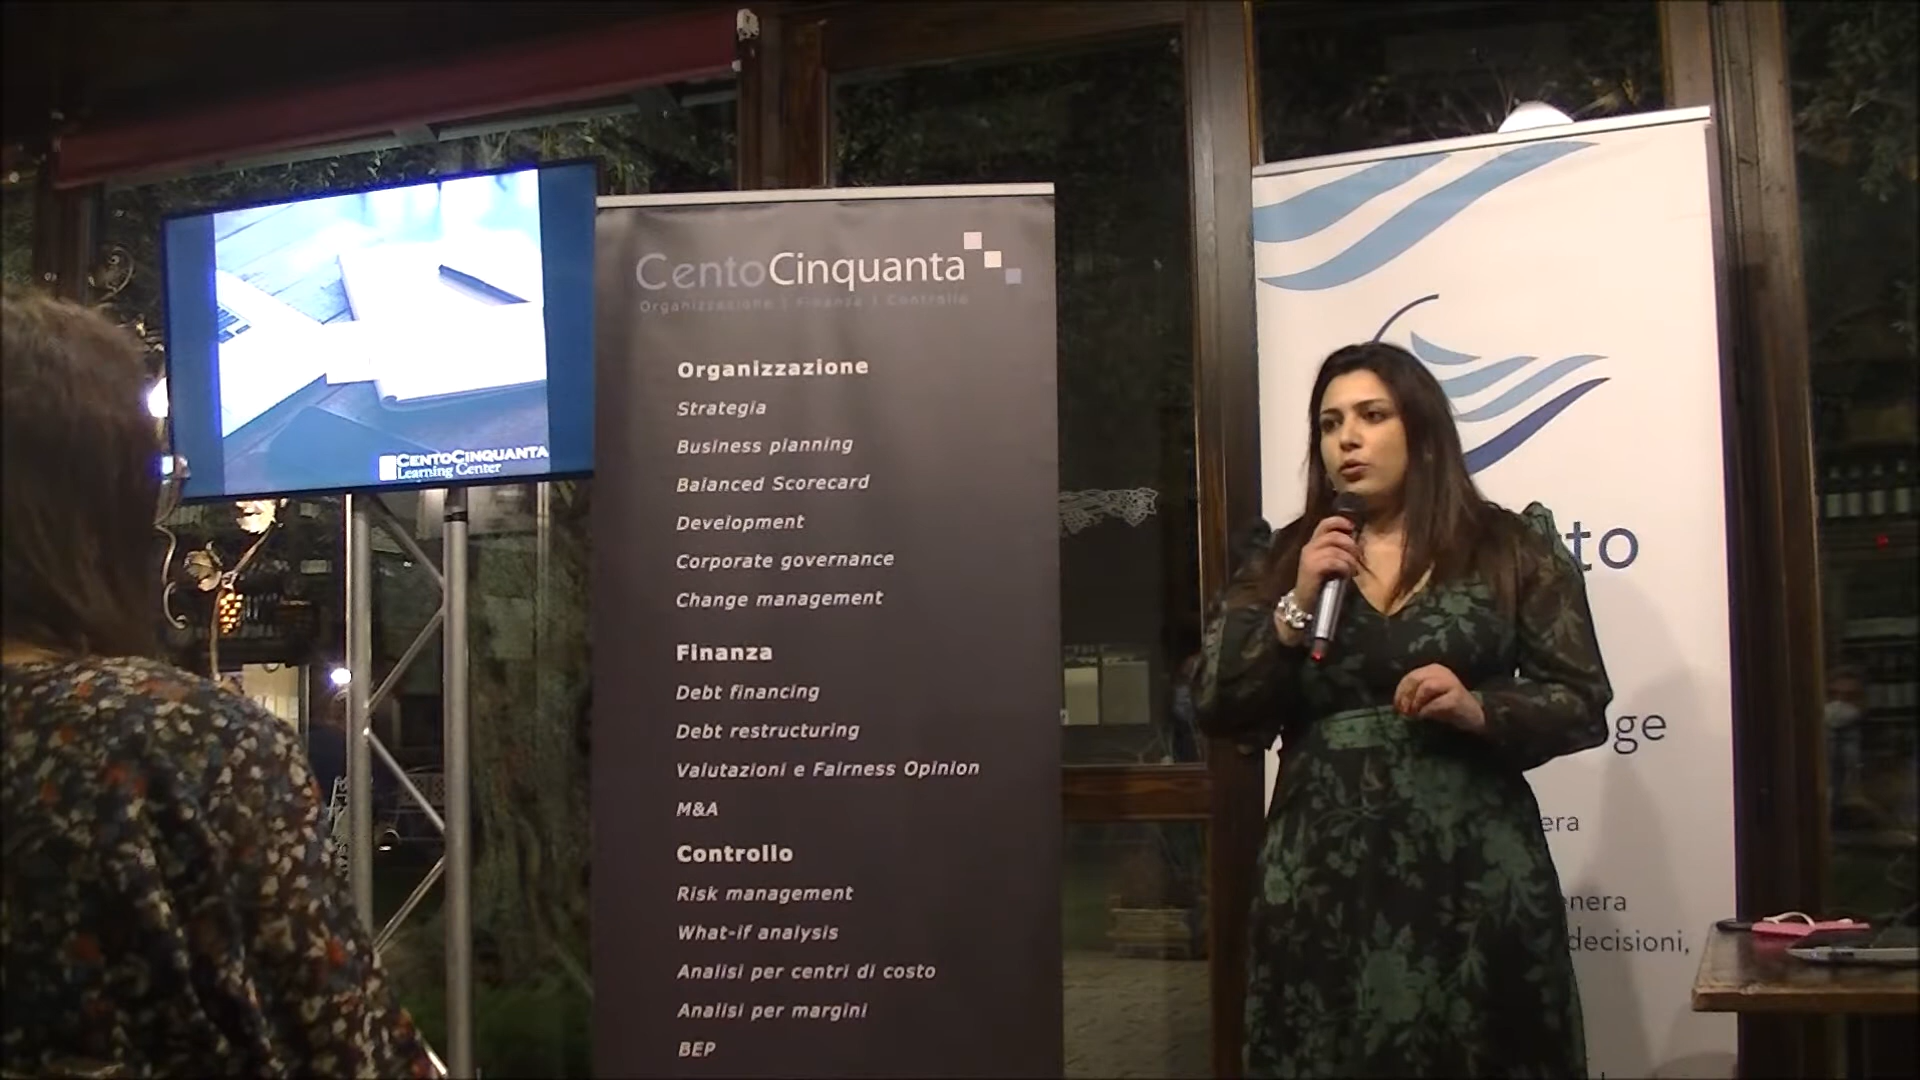 CENTOCINQUANTA
Learning Center
CentoCinquanta
Organizzazione | Finanza | Controllo
Organizzazione
Strategia
Business planning
Balanced Scorecard
Development
Corporate governance
Change management
Finanza
Debt financing
Debt restructuring
Valutazioni e Fairness Opinion
M&A
Controllo
Risk management
What-if analysis
Analisi per centri di costo
Analisi per margini
BEP
to
ge
era
nera
decisioni,